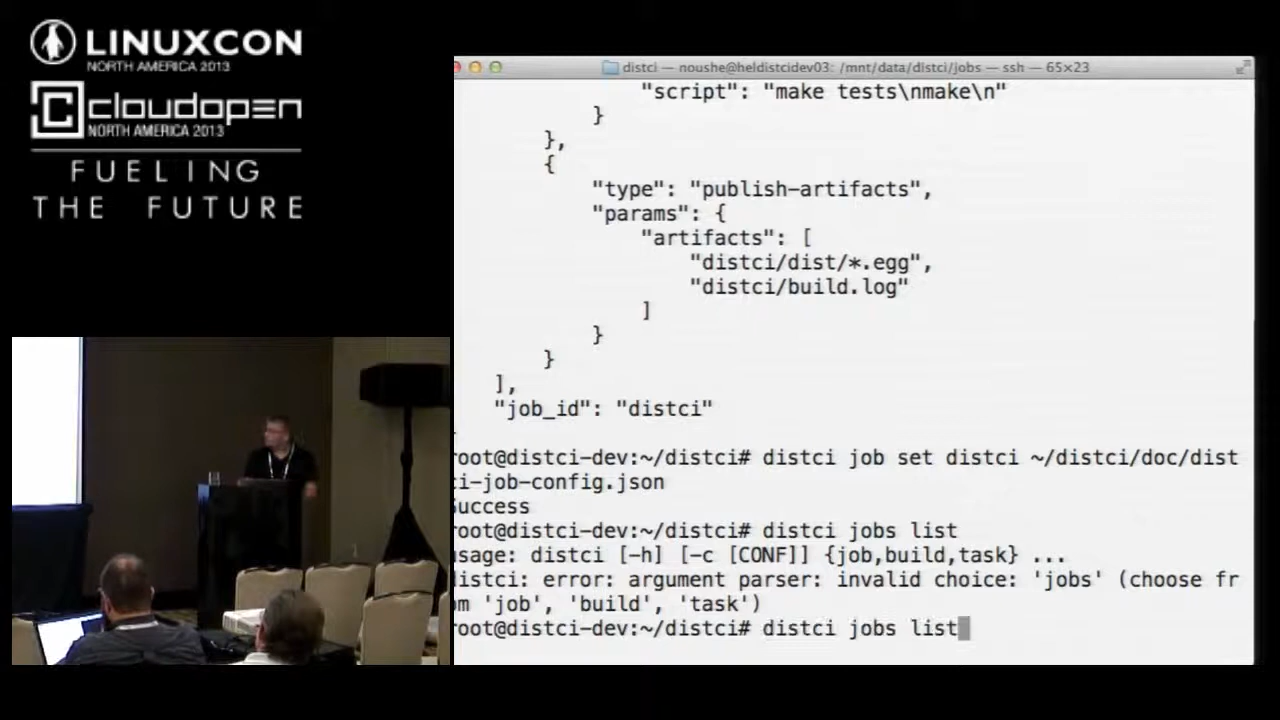 LINUXCON
NORTH AMERICA 2013
cloudopen
NORTH AMERICA 2013
FUELING
THE FUTURE
distci — noushe@heldistcidev03: /mnt/data/distci/jobs — ssh — 65×23
"script": "make tests\nmake\n"
}
},
{
"type": "publish-artifacts",
"params": {
"artifacts": [
"distci/dist/*.egg",
"distci/build.log"
]
}
}
],
"job_id": "distci"
root@distci-dev:~/distci# distci job set distci ~/distci/doc/dist
ci-job-config.json
Success
root@distci-dev:~/distci# distci jobs list
usage: distci [-h] [-c [CONF]] {job,build,task} ...
distci: error: argument parser: invalid choice: 'jobs' (choose fr
om 'job', 'build', 'task')
root@distci-dev:~/distci# distci jobs list